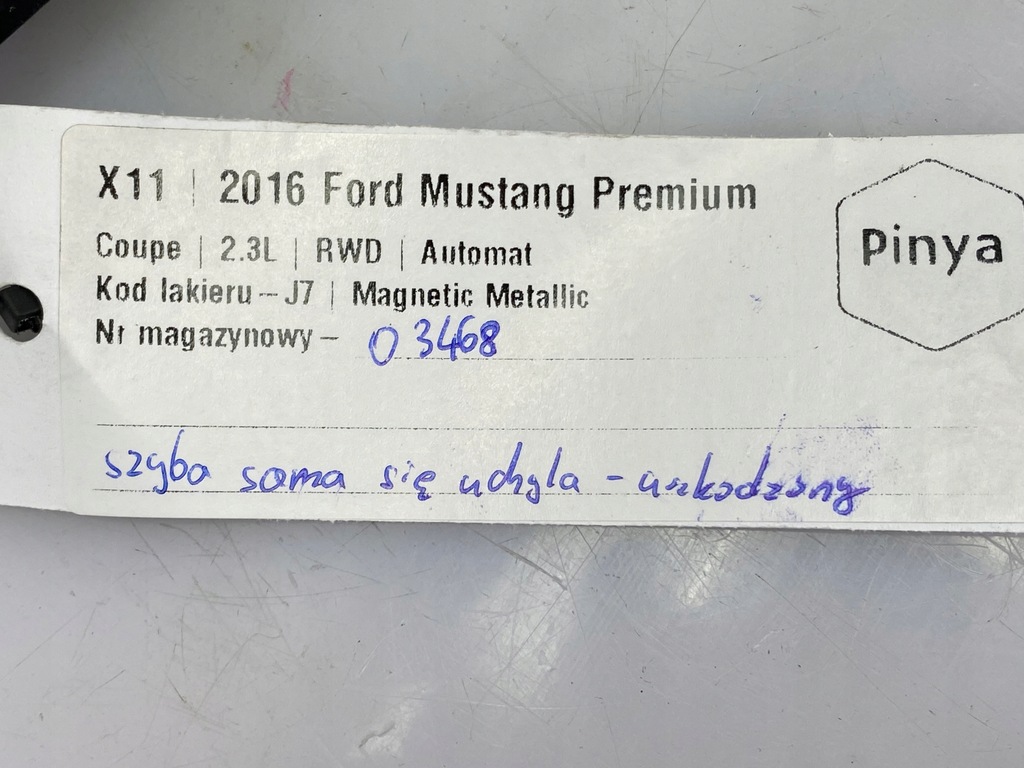 X11 | 2016 Ford Mustang Premium
Coupe | 2.3L | RWD | Automat
Kod lakieru – J7 | Magnetic Metallic
Nr magazynowy – 03468
Pinya
szyba sama się uchyla - uszkodzony